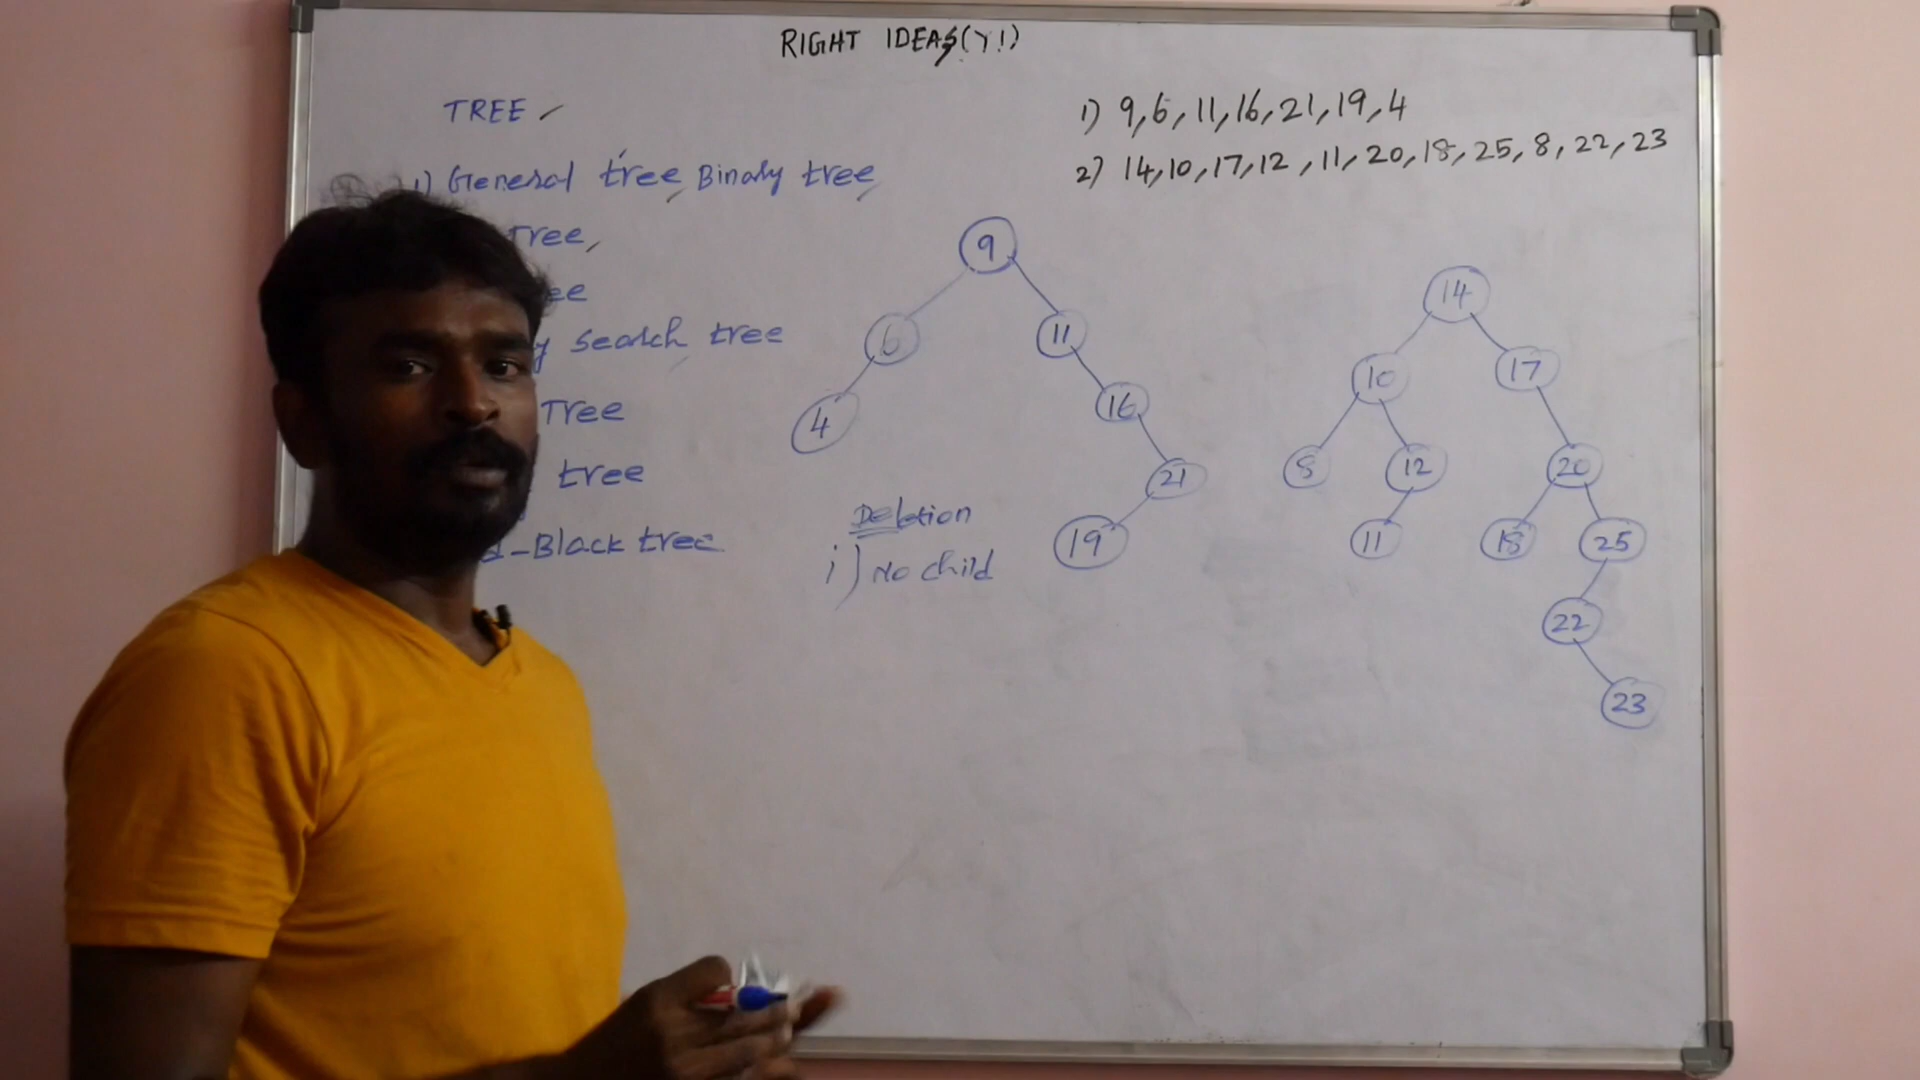 RIGHT IDEAS(Y!)
TREE
1) General tree, Binary tree,
Tree,
ee
y search tree
Tree
tree
d-Black tree
1) 9,6,11,16,21,19,4
2) 14,10,17,12,11,20,18,25,8,22,23
9
6 11
4 16
21
19
Deletion
i) No child
14
10 17
8 12 20
11 18 25
22
23